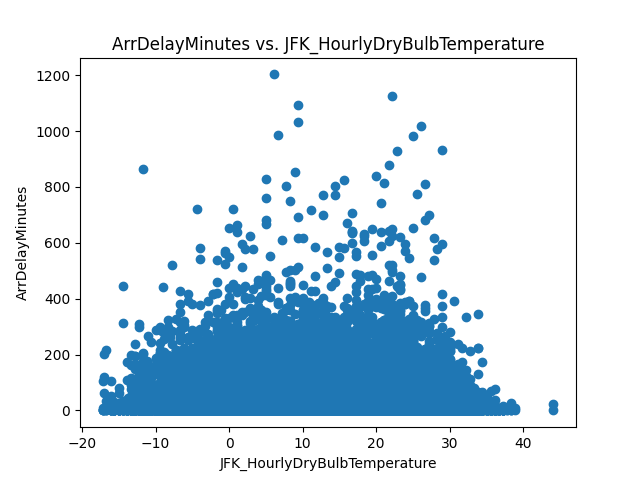 ArrDelayMinutes vs. JFK_HourlyDryBulbTemperature
1200
1000
800
600
400
200
0
ArrDelayMinutes
−20 −10 0 10 20 30 40
JFK_HourlyDryBulbTemperature